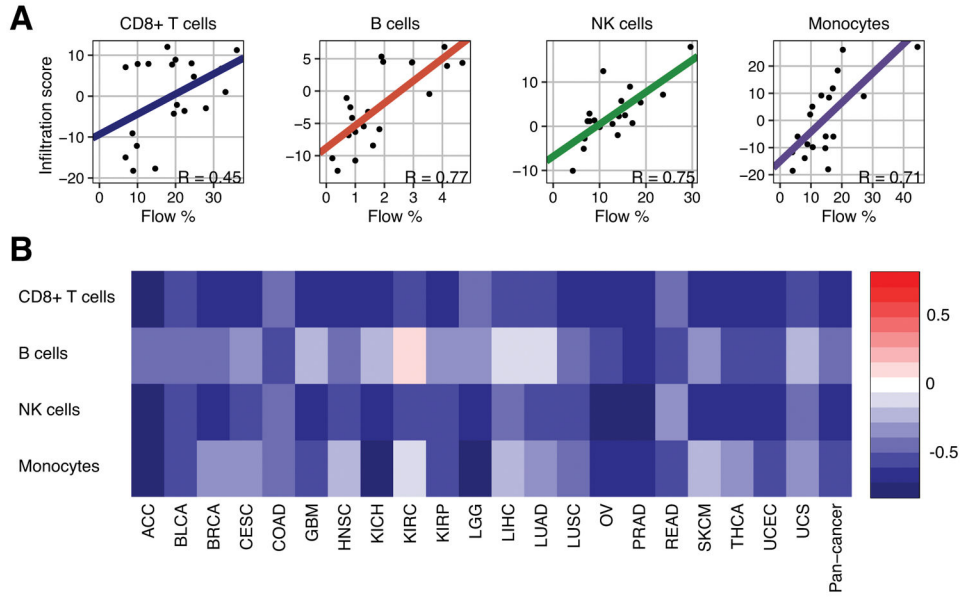 A
CD8+ T cells
B cells
NK cells
Monocytes
Infiltration score
10
0
−10
−20
R = 0.45
0 10 20 30
Flow %
5
0
−5
−10
R = 0.77
0 1 2 3 4
Flow %
10
0
−10
R = 0.75
0 10 20 30
Flow %
20
10
0
−10
−20
R = 0.71
0 10 20 30 40
Flow %
B
CD8+ T cells
B cells
NK cells
Monocytes
0.5
0
-0.5
ACC
BLCA
BRCA
CESC
COAD
GBM
HNSC
KICH
KIRC
KIRP
LGG
LIHC
LUAD
LUSC
OV
PRAD
READ
SKCM
THCA
UCEC
UCS
Pan−cancer